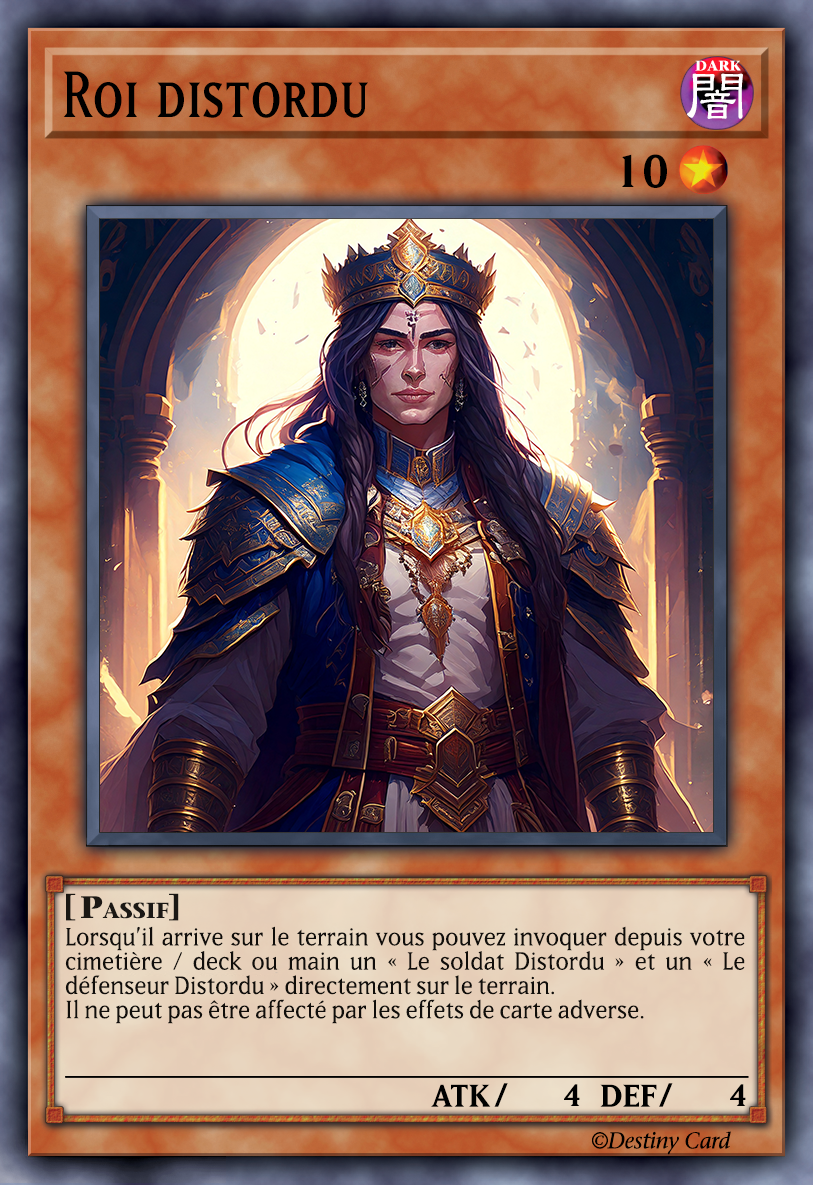 Roi distordu
DARK
闇
10
[ Passif]
Lorsqu'il arrive sur le terrain vous pouvez invoquer depuis votre
cimetière / deck ou main un « Le soldat Distordu » et un « Le
défenseur Distordu » directement sur le terrain.
Il ne peut pas être affecté par les effets de carte adverse.
ATK/ 4 DEF/ 4
©Destiny Card